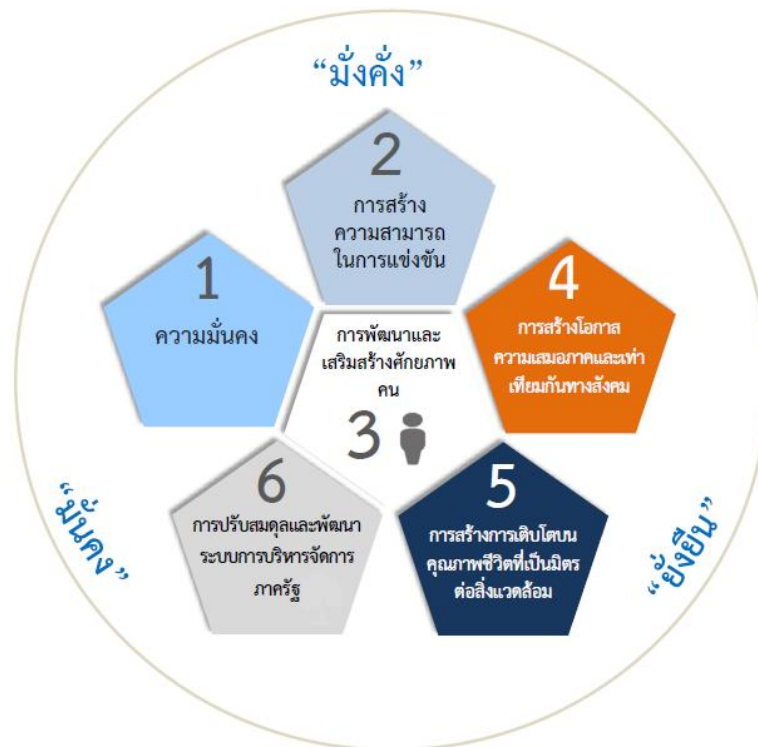 “มั่งคั่ง”
2
การสร้าง
ความสามารถ
ในการแข่งขัน
1
ความมั่นคง
4
การสร้างโอกาส
ความเสมอภาคและเท่า
เทียมกันทางสังคม
การพัฒนาและ
เสริมสร้างศักยภาพ
คน
3
6
การปรับสมดุลและพัฒนา
ระบบการบริหารจัดการ
ภาครัฐ
5
การสร้างการเติบโตบน
คุณภาพชีวิตที่เป็นมิตร
ต่อสิ่งแวดล้อม
“มั่นคง”
“ยั่งยืน”